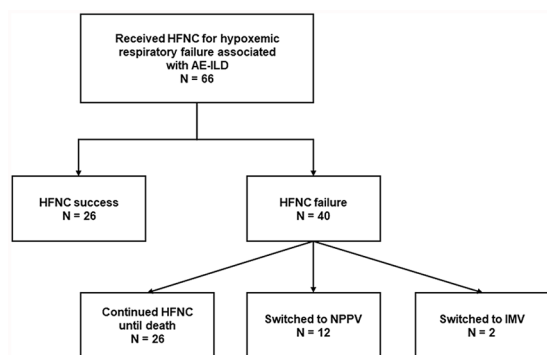 Received HFNC for hypoxemic
respiratory failure associated
with AE-ILD
N = 66
HFNC success
N = 26
HFNC failure
N = 40
Continued HFNC
until death
N = 26
Switched to NPPV
N = 12
Switched to IMV
N = 2